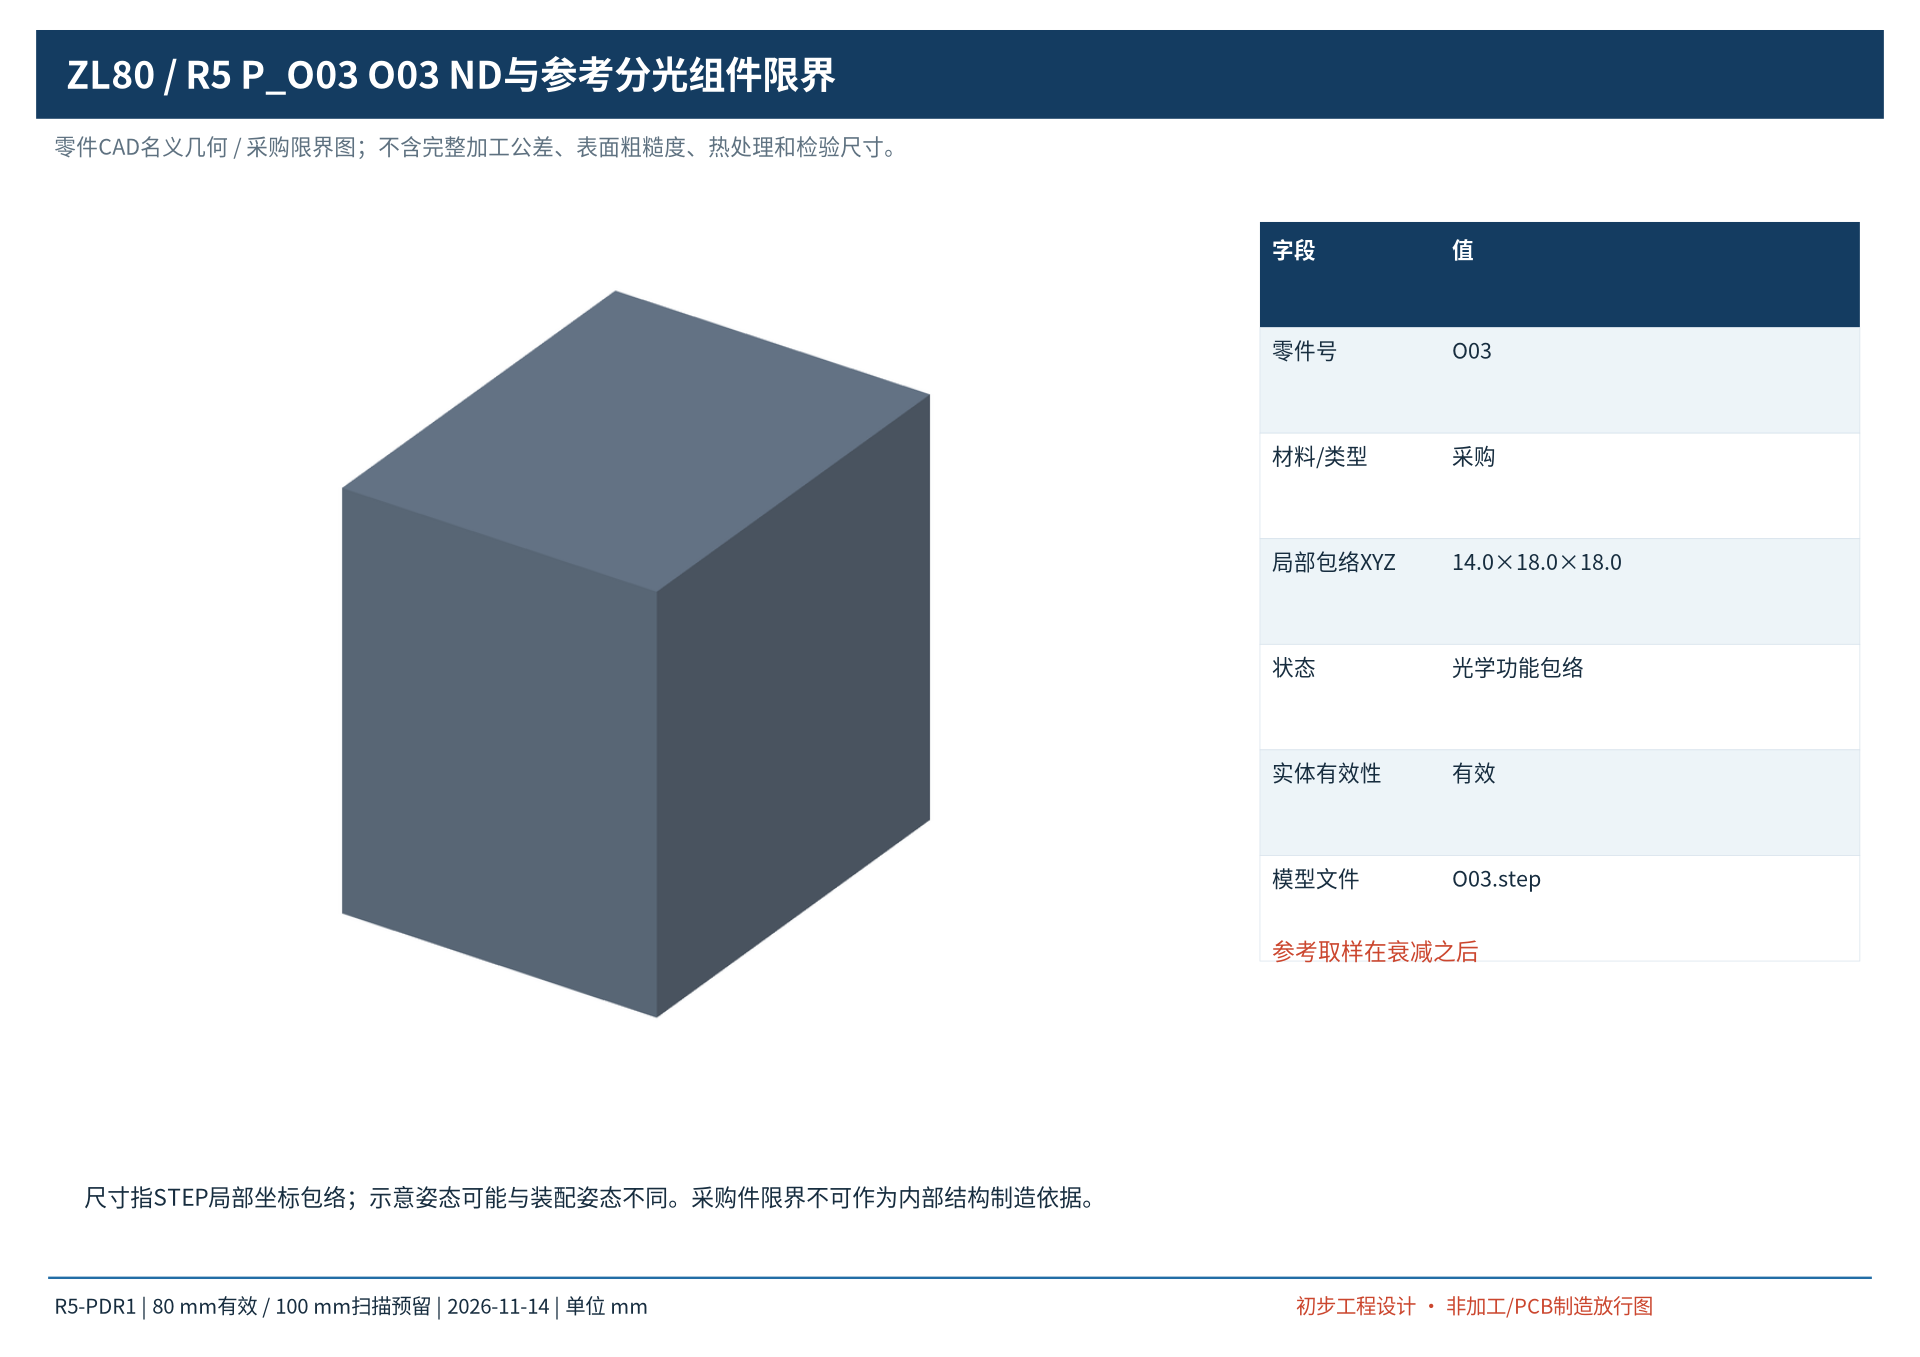 ZL80 / R5 P_O03 O03 ND与参考分光组件限界
零件CAD名义几何 / 采购限界图；不含完整加工公差、表面粗糙度、热处理和检验尺寸。
字段 值
零件号 O03
材料/类型 采购
局部包络XYZ 14.0×18.0×18.0
状态 光学功能包络
实体有效性 有效
模型文件 O03.step
参考取样在衰减之后
尺寸指STEP局部坐标包络；示意姿态可能与装配姿态不同。采购件限界不可作为内部结构制造依据。
R5-PDR1 | 80 mm有效 / 100 mm扫描预留 | 2026-11-14 | 单位 mm
初步工程设计 · 非加工/PCB制造放行图